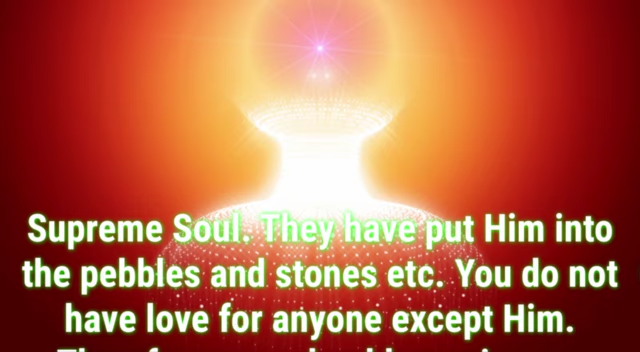 Supreme Soul. They have put Him into
the pebbles and stones etc. You do not
have love for anyone except Him.